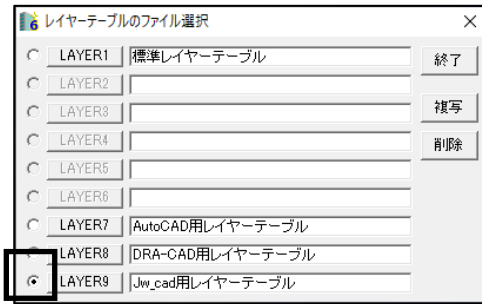 6 レイヤーテーブルのファイル選択
LAYER1 標準レイヤーテーブル 終了
LAYER2
LAYER3 複写
LAYER4 削除
LAYER5
LAYER6
LAYER7 AutoCAD用レイヤーテーブル
LAYER8 DRA-CAD用レイヤーテーブル
LAYER9 Jw_cad用レイヤーテーブル